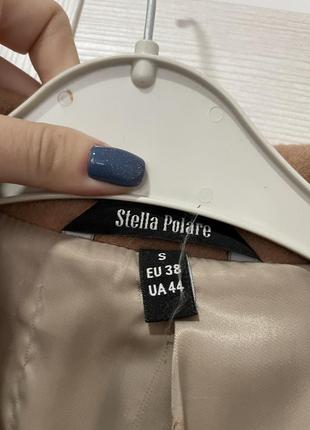 Stella Polare
S
EU 38
UA 44